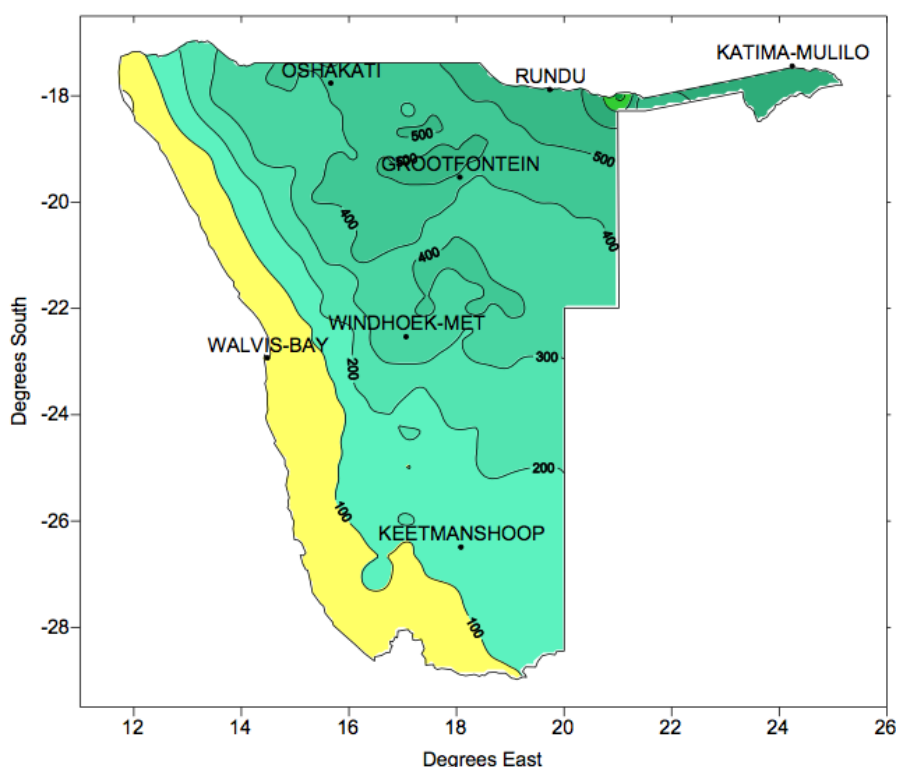 KATIMA-MULILO
OSHAKATI
RUNDU
-18
500
500
500
GROOTFONTEIN
-20
400
400
400
-22
WINDHOEK-MET
WALVIS-BAY
300
200
-24
200
100
-26
KEETMANSHOOP
100
-28
12
14
16
18
20
22
24
26
Degrees South
Degrees East